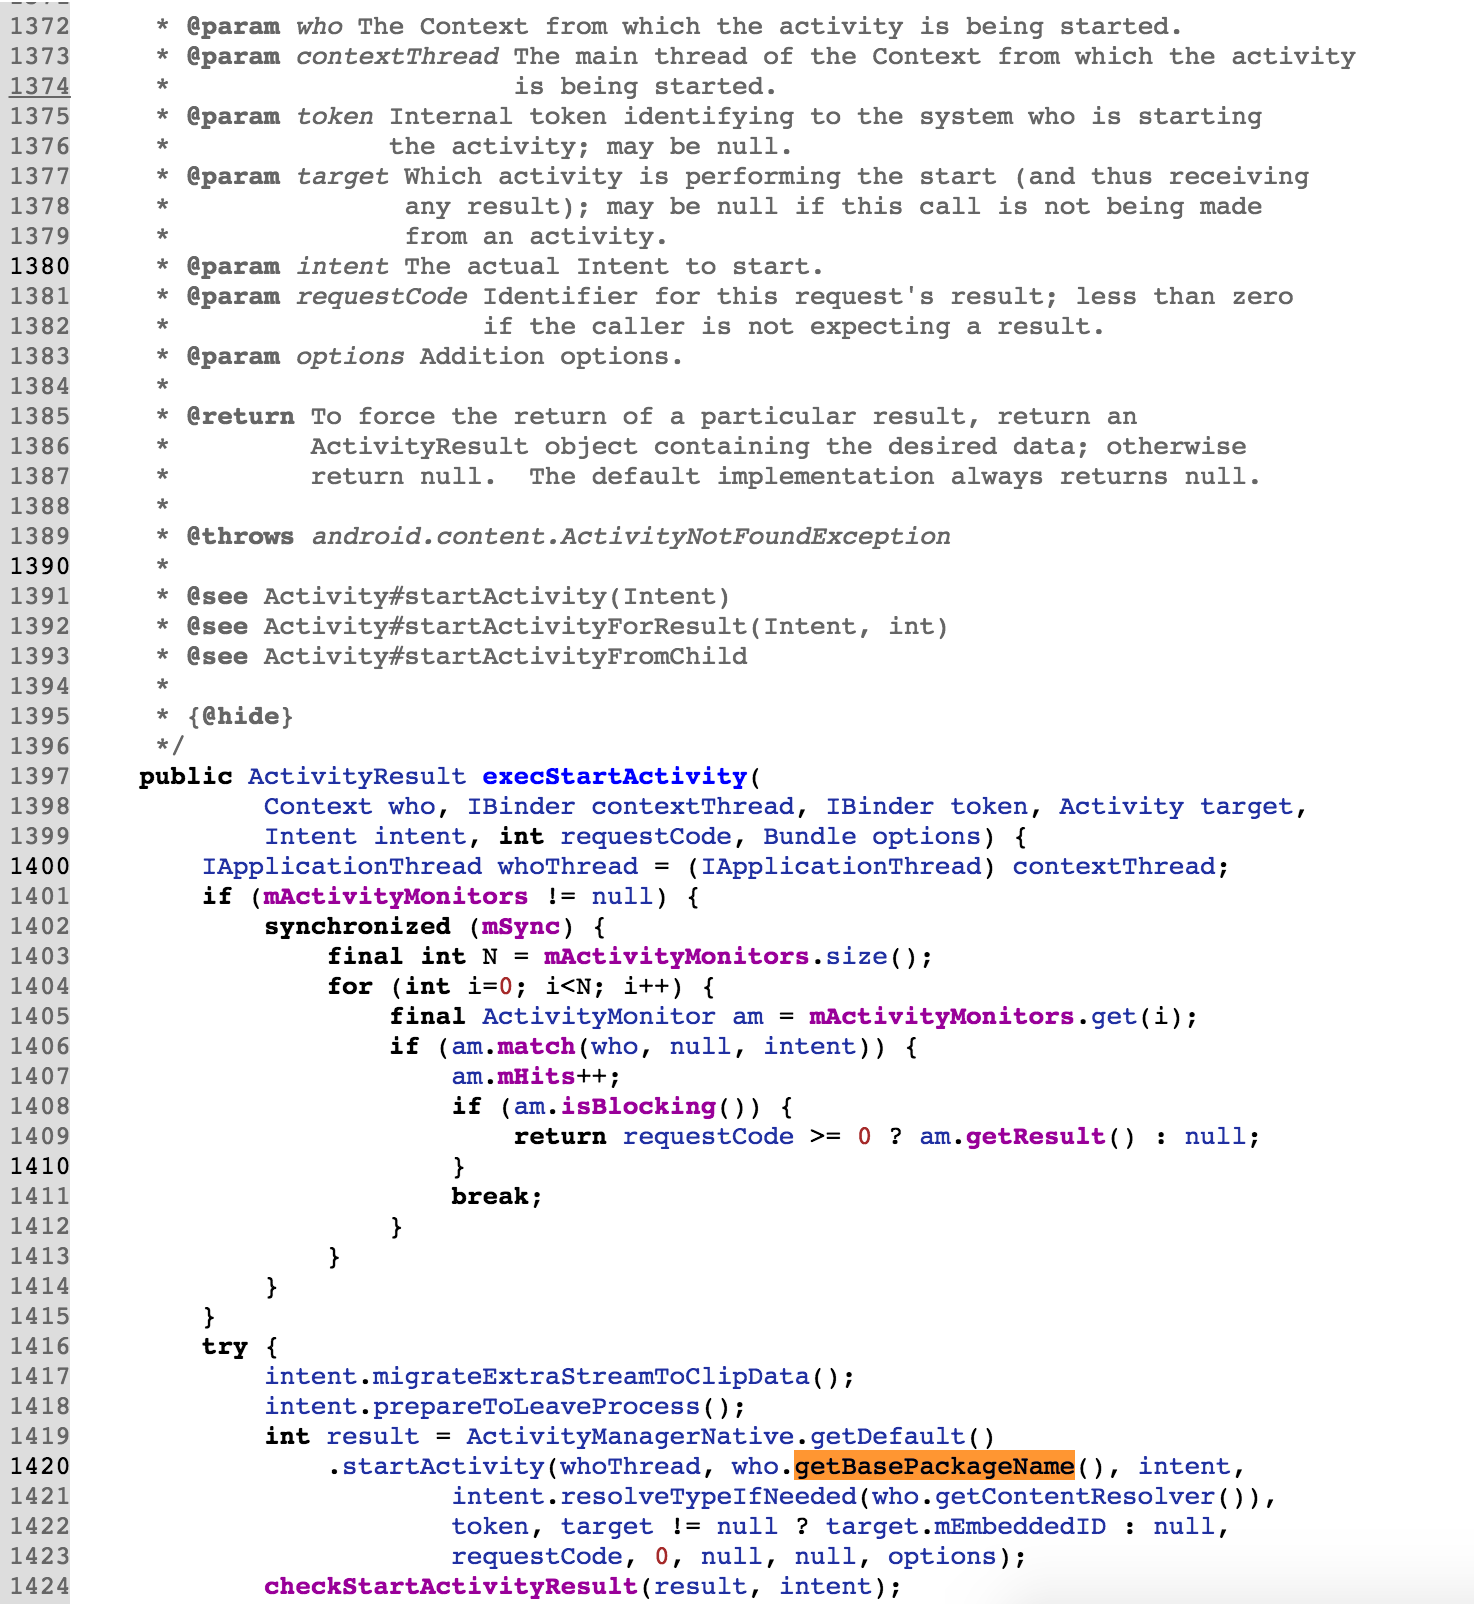 1372      * @param who The Context from which the activity is being started.
1373      * @param contextThread The main thread of the Context from which the activity
1374      *                      is being started.
1375      * @param token Internal token identifying to the system who is starting
1376      *              the activity; may be null.
1377      * @param target Which activity is performing the start (and thus receiving
1378      *               any result); may be null if this call is not being made
1379      *               from an activity.
1380      * @param intent The actual Intent to start.
1381      * @param requestCode Identifier for this request's result; less than zero
1382      *                    if the caller is not expecting a result.
1383      * @param options Addition options.
1384      *
1385      * @return To force the return of a particular result, return an
1386      *         ActivityResult object containing the desired data; otherwise
1387      *         return null.  The default implementation always returns null.
1388      *
1389      * @throws android.content.ActivityNotFoundException
1390      *
1391      * @see Activity#startActivity(Intent)
1392      * @see Activity#startActivityForResult(Intent, int)
1393      * @see Activity#startActivityFromChild
1394      *
1395      * {@hide}
1396      */
1397     public ActivityResult execStartActivity(
1398             Context who, IBinder contextThread, IBinder token, Activity target,
1399             Intent intent, int requestCode, Bundle options) {
1400         IApplicationThread whoThread = (IApplicationThread) contextThread;
1401         if (mActivityMonitors != null) {
1402             synchronized (mSync) {
1403                 final int N = mActivityMonitors.size();
1404                 for (int i=0; i<N; i++) {
1405                     final ActivityMonitor am = mActivityMonitors.get(i);
1406                     if (am.match(who, null, intent)) {
1407                         am.mHits++;
1408                         if (am.isBlocking()) {
1409                             return requestCode >= 0 ? am.getResult() : null;
1410                         }
1411                         break;
1412                     }
1413                 }
1414             }
1415         }
1416         try {
1417             intent.migrateExtraStreamToClipData();
1418             intent.prepareToLeaveProcess();
1419             int result = ActivityManagerNative.getDefault()
1420                 .startActivity(whoThread, who.getBasePackageName(), intent,
1421                         intent.resolveTypeIfNeeded(who.getContentResolver()),
1422                         token, target != null ? target.mEmbeddedID : null,
1423                         requestCode, 0, null, null, options);
1424             checkStartActivityResult(result, intent);